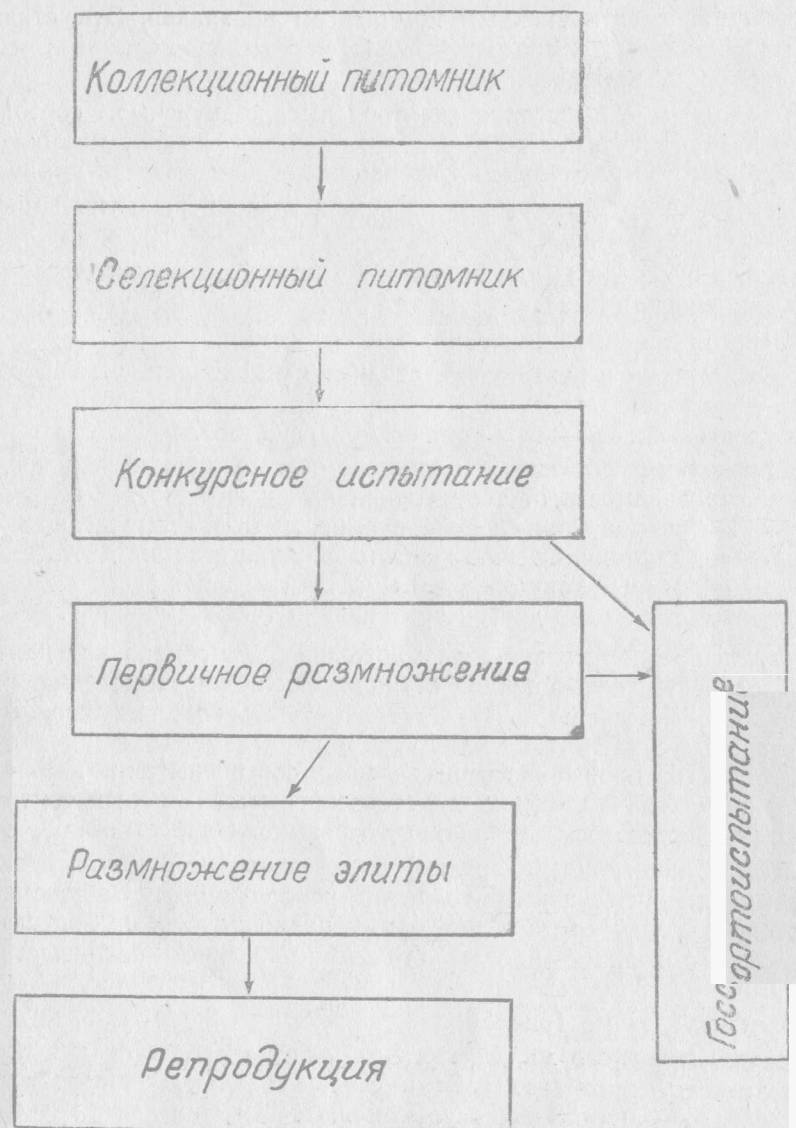 Коллекционный питомник
Селекционный питомник
Конкурсное испытание
Первичное размножение
Госсортоиспытание
Размножение элиты
Репродукция